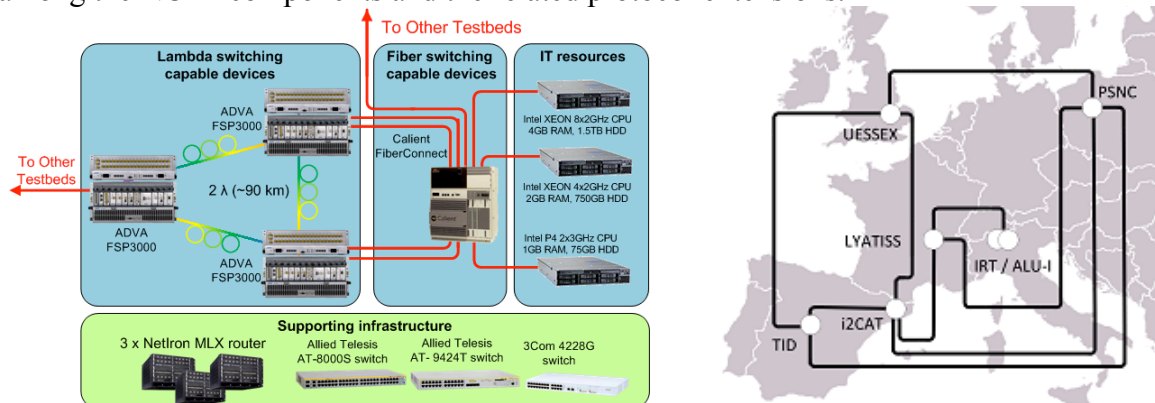 To Other Testbeds
Lambda switching
capable devices
Fiber switching
capable devices
IT resources
ADVA
FSP3000
To Other
Testbeds
2 λ (~90 km)
ADVA
FSP3000
ADVA
FSP3000
Calient
FiberConnect
Calient
Intel XEON 8x2GHz CPU
4GB RAM, 1.5TB HDD
Intel XEON 4x2GHz CPU
2GB RAM, 750GB HDD
Intel P4 2x3GHz CPU
1GB RAM, 75GB HDD
Supporting infrastructure
3 x NetIron MLX router
Allied Telesis
AT-8000S switch
Allied Telesis
AT- 9424T switch
3Com 4228G
switch
PSNC
UESSEX
LYATISS
IRT / ALU-I
i2CAT
TID